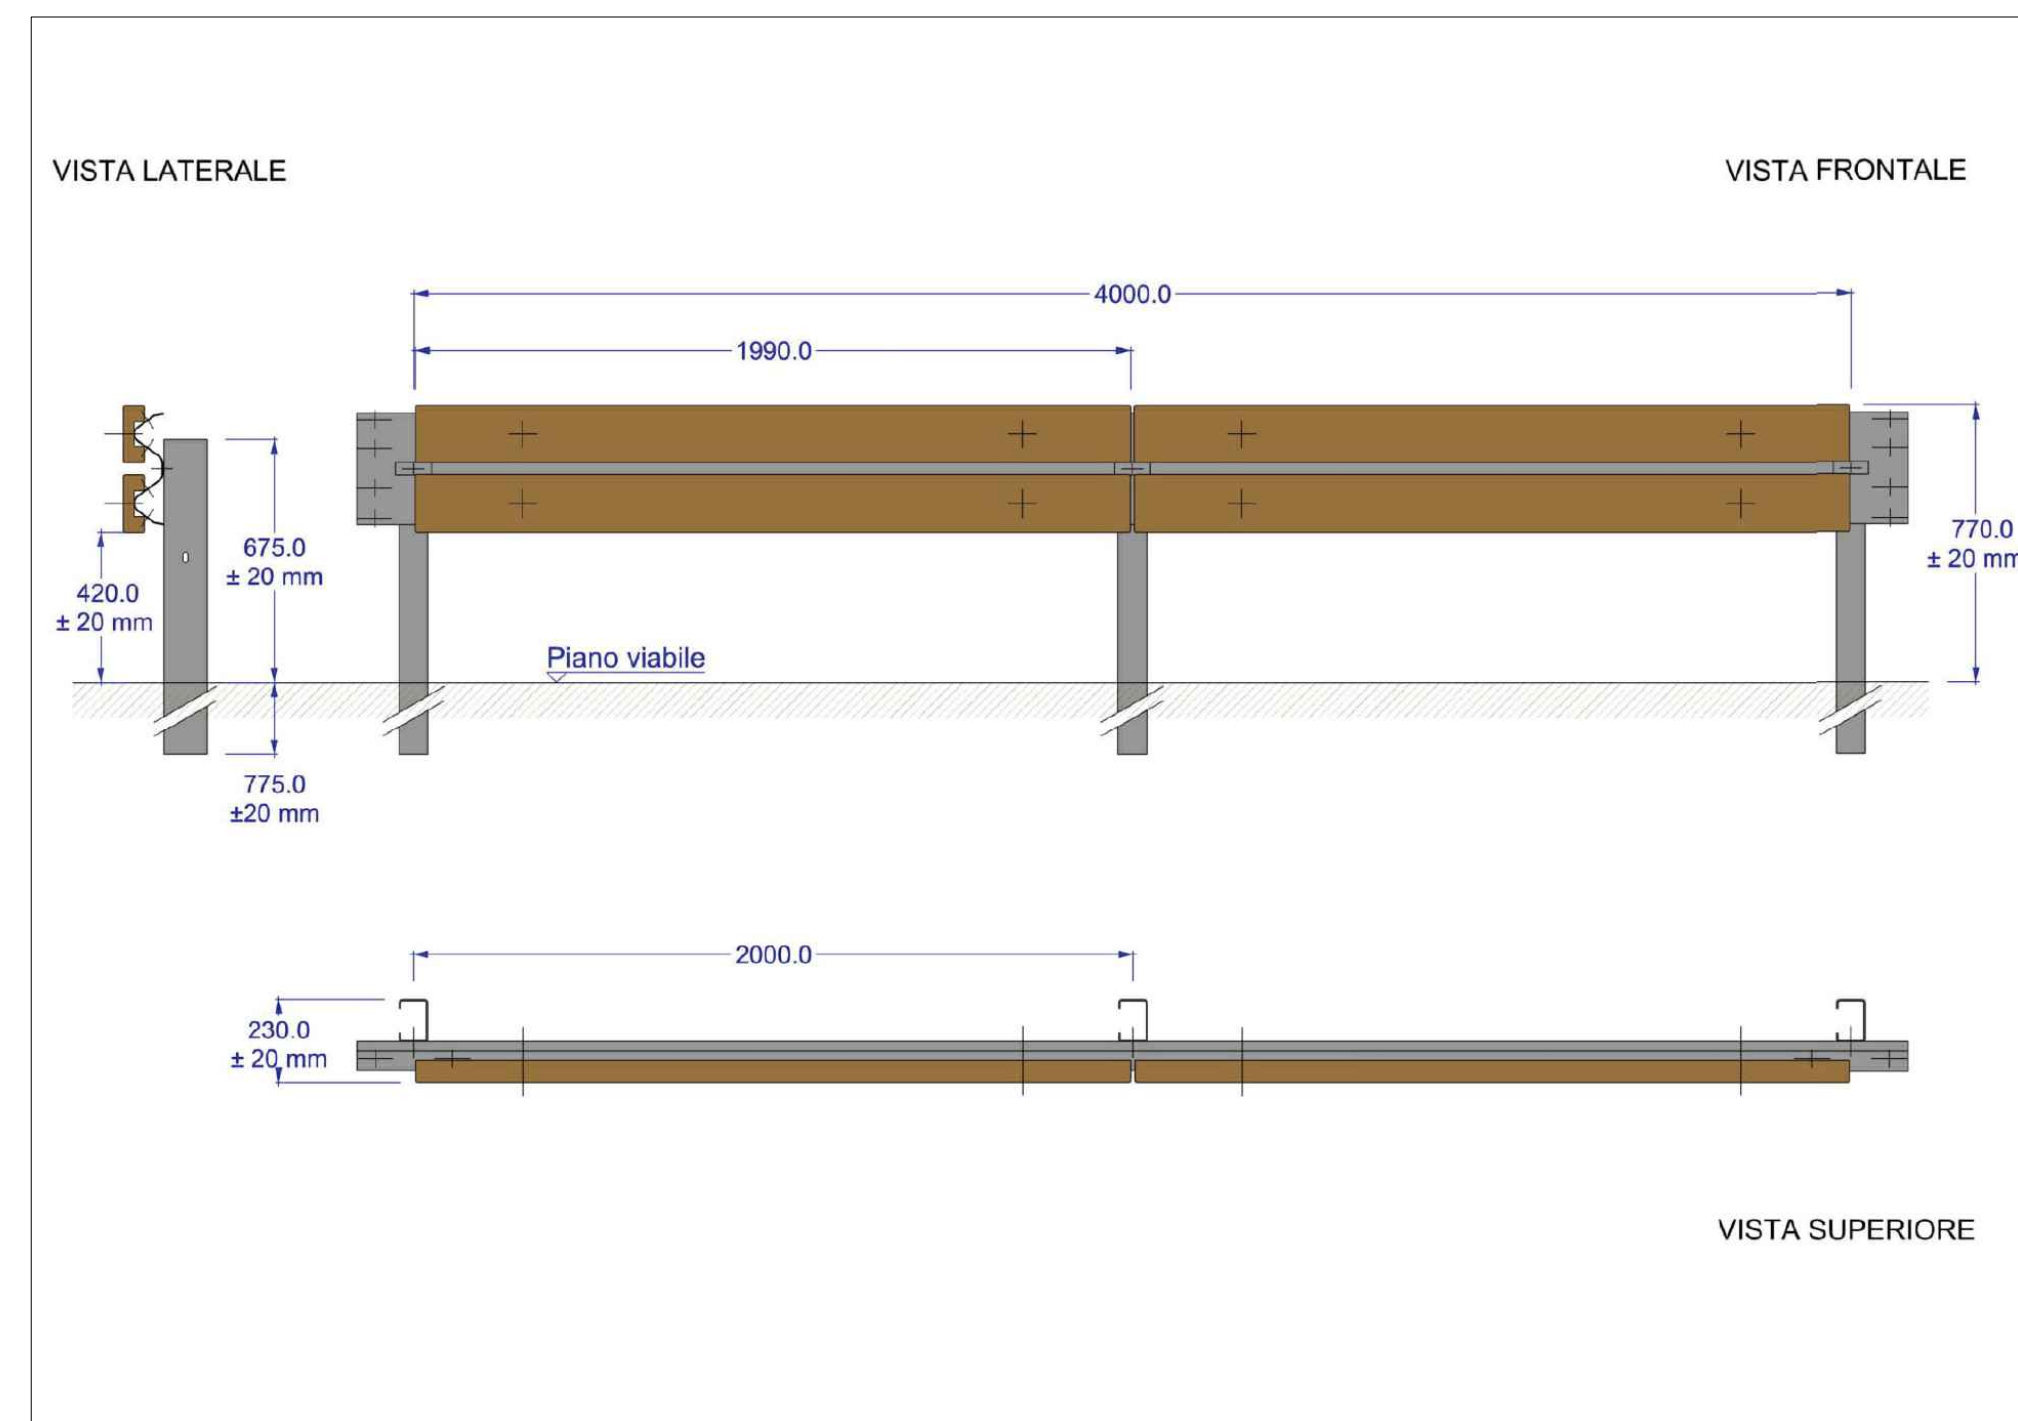 VISTA LATERALE
VISTA FRONTALE
4000.0
1990.0
675.0
± 20 mm
420.0
± 20 mm
770.0
± 20 mm
Piano viabile
775.0
±20 mm
2000.0
230.0
± 20 mm
VISTA SUPERIORE